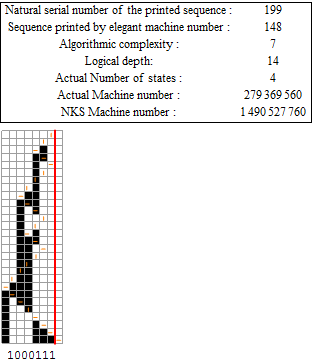 Natural serial number of the printed sequence : 199
Sequence printed by elegant machine number : 148
Algorithmic complexity : 7
Logical depth: 14
Actual Number of states : 4
Actual Machine number : 279 369 560
NKS Machine number : 1 490 527 760
1000111